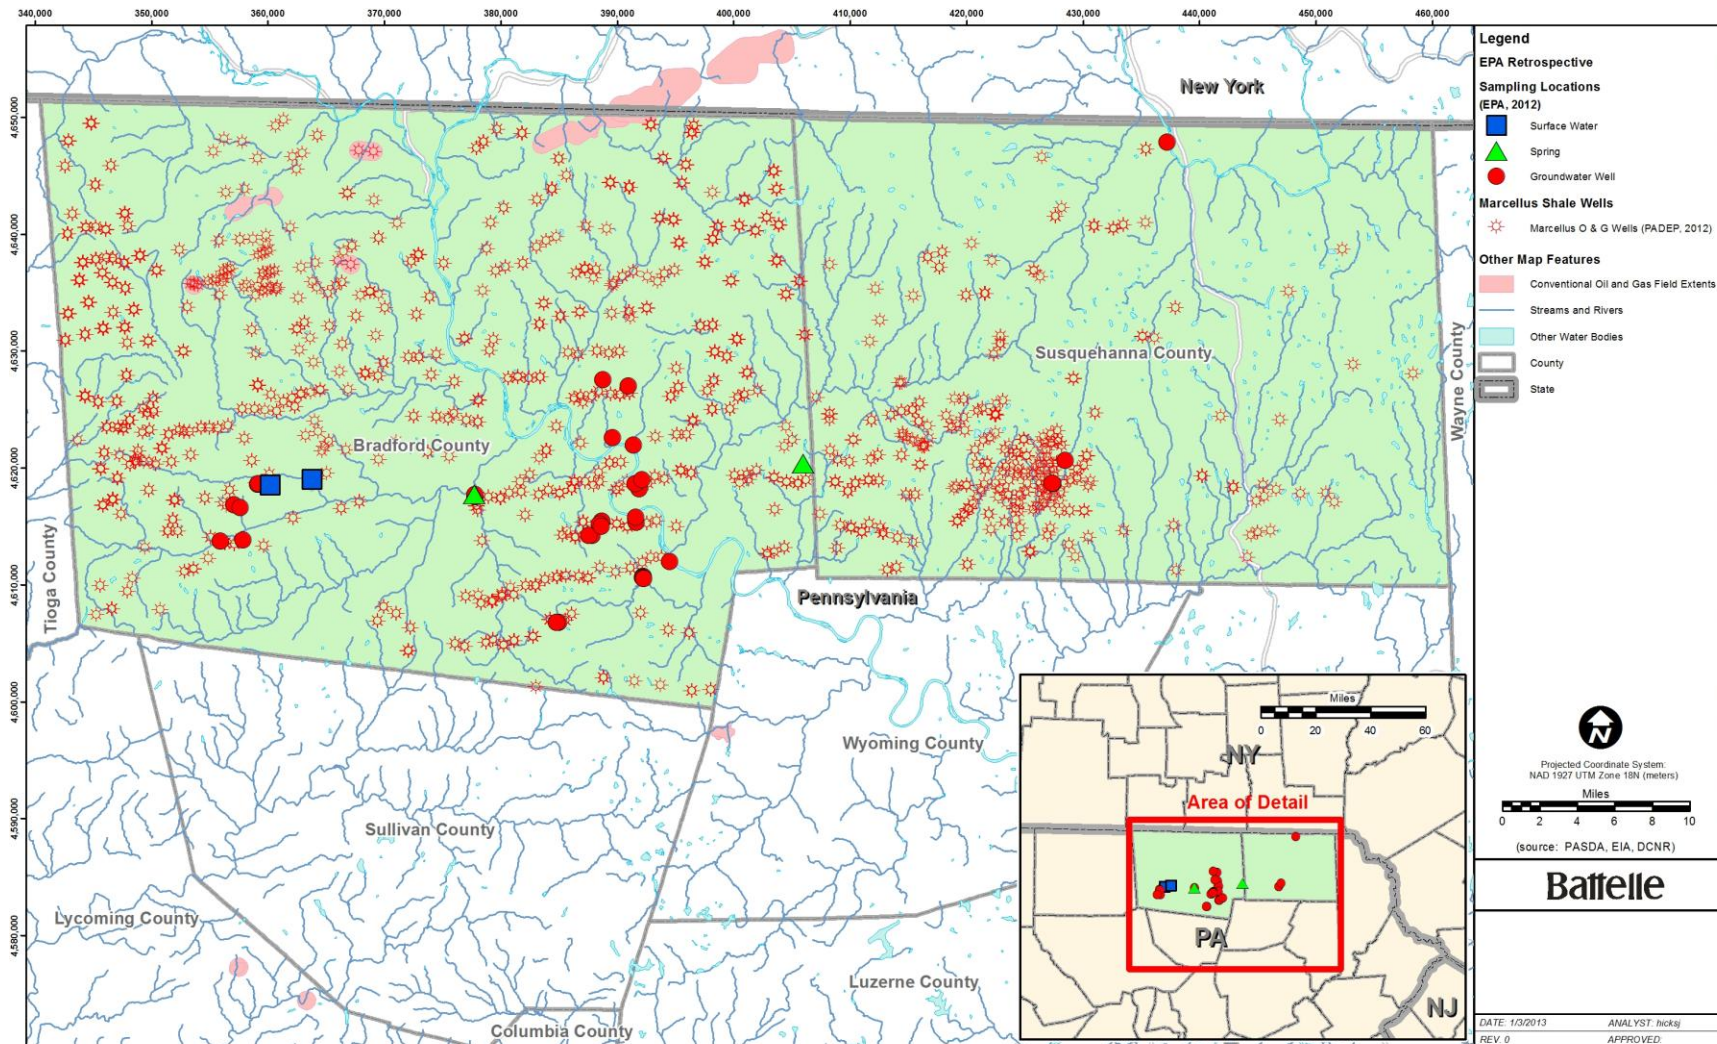 340,000 350,000 360,000 370,000 380,000 390,000 400,000 410,000 420,000 430,000 440,000 450,000 460,000
4,650,000
4,640,000
4,630,000
4,620,000
4,610,000
4,600,000
4,590,000
4,580,000
New York
Susquehanna County
Wayne County
Bradford County
Tioga County
Pennsylvania
Wyoming County
Sullivan County
Lycoming County
Luzerne County
Columbia County
Miles
0 20 40 60
NY
Area of Detail
PA
NJ
Legend
EPA Retrospective
Sampling Locations
(EPA, 2012)
Surface Water
Spring
Groundwater Well
Marcellus Shale Wells
Marcellus O & G Wells (PADEP, 2012)
Other Map Features
Conventional Oil and Gas Field Extents
Streams and Rivers
Other Water Bodies
County
State
N
Projected Coordinate System:
NAD 1927 UTM Zone 18N (meters)
Miles
0 2 4 6 8 10
(source: PASDA, EIA, DCNR)
Battelle
DATE: 1/3/2013 ANALYST: hicksj
REV. 0 APPROVED: